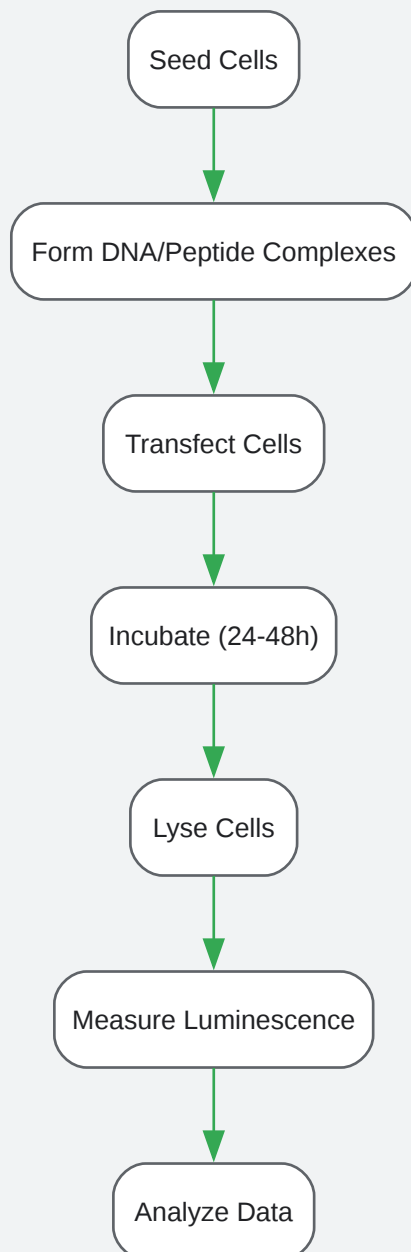 Seed Cells
Form DNA/Peptide Complexes
Transfect Cells
Incubate (24-48h)
Lyse Cells
Measure Luminescence
Analyze Data